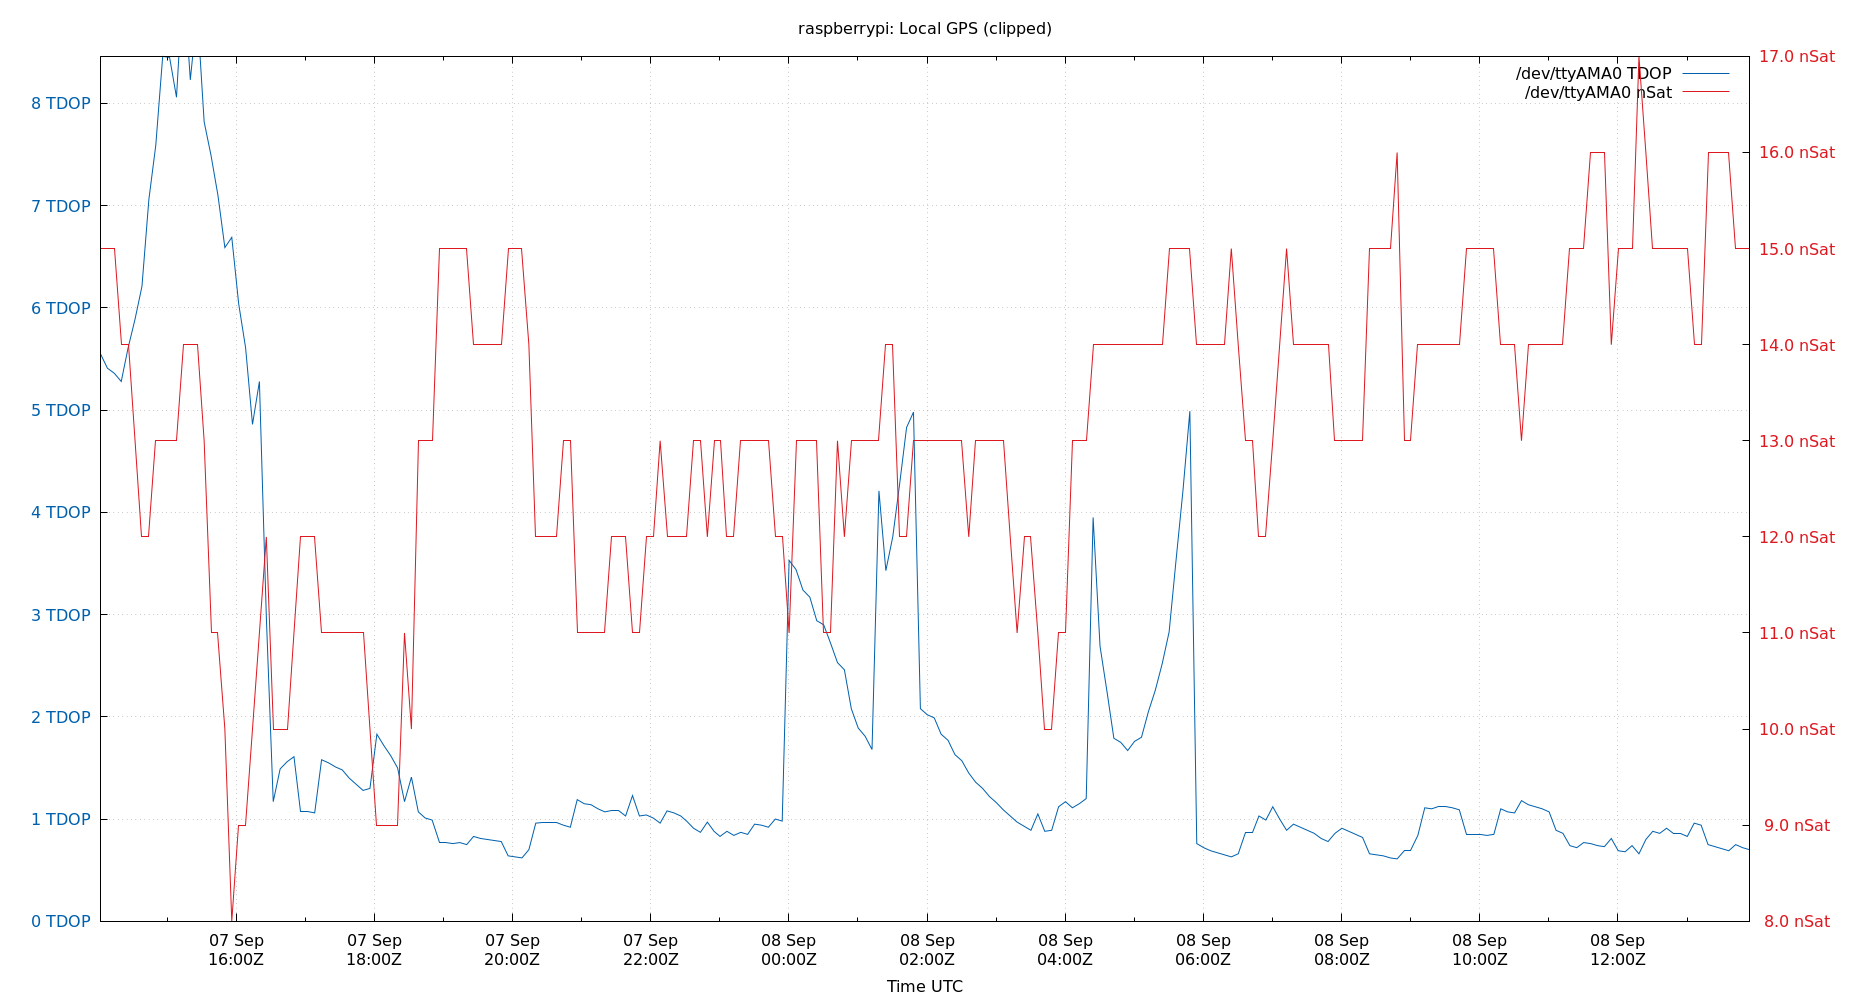 raspberrypi: Local GPS (clipped)
/dev/ttyAMA0 TDOP
/dev/ttyAMA0 nSat
8 TDOP
7 TDOP
6 TDOP
5 TDOP
4 TDOP
3 TDOP
2 TDOP
1 TDOP
0 TDOP
17.0 nSat
16.0 nSat
15.0 nSat
14.0 nSat
13.0 nSat
12.0 nSat
11.0 nSat
10.0 nSat
9.0 nSat
8.0 nSat
07 Sep
16:00Z
07 Sep
18:00Z
07 Sep
20:00Z
07 Sep
22:00Z
08 Sep
00:00Z
08 Sep
02:00Z
08 Sep
04:00Z
08 Sep
06:00Z
08 Sep
08:00Z
08 Sep
10:00Z
08 Sep
12:00Z
Time UTC